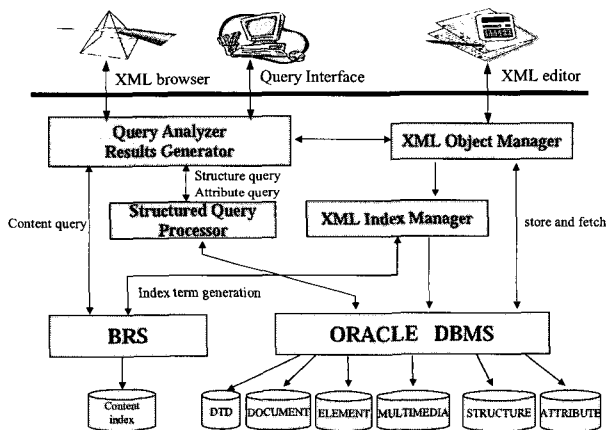 XML browser
Query Interface
XML editor
Query Analyzer
Results Generator
XML Object Manager
Structure query
Attribute query
Content query
Structured Query
Processor
XML Index Manager
store and fetch
Index term generation
BRS
ORACLE DBMS
Content
index
DTD
DOCUMENT
ELEMENT
MULTIMEDIA
STRUCTURE
ATTRIBUTE